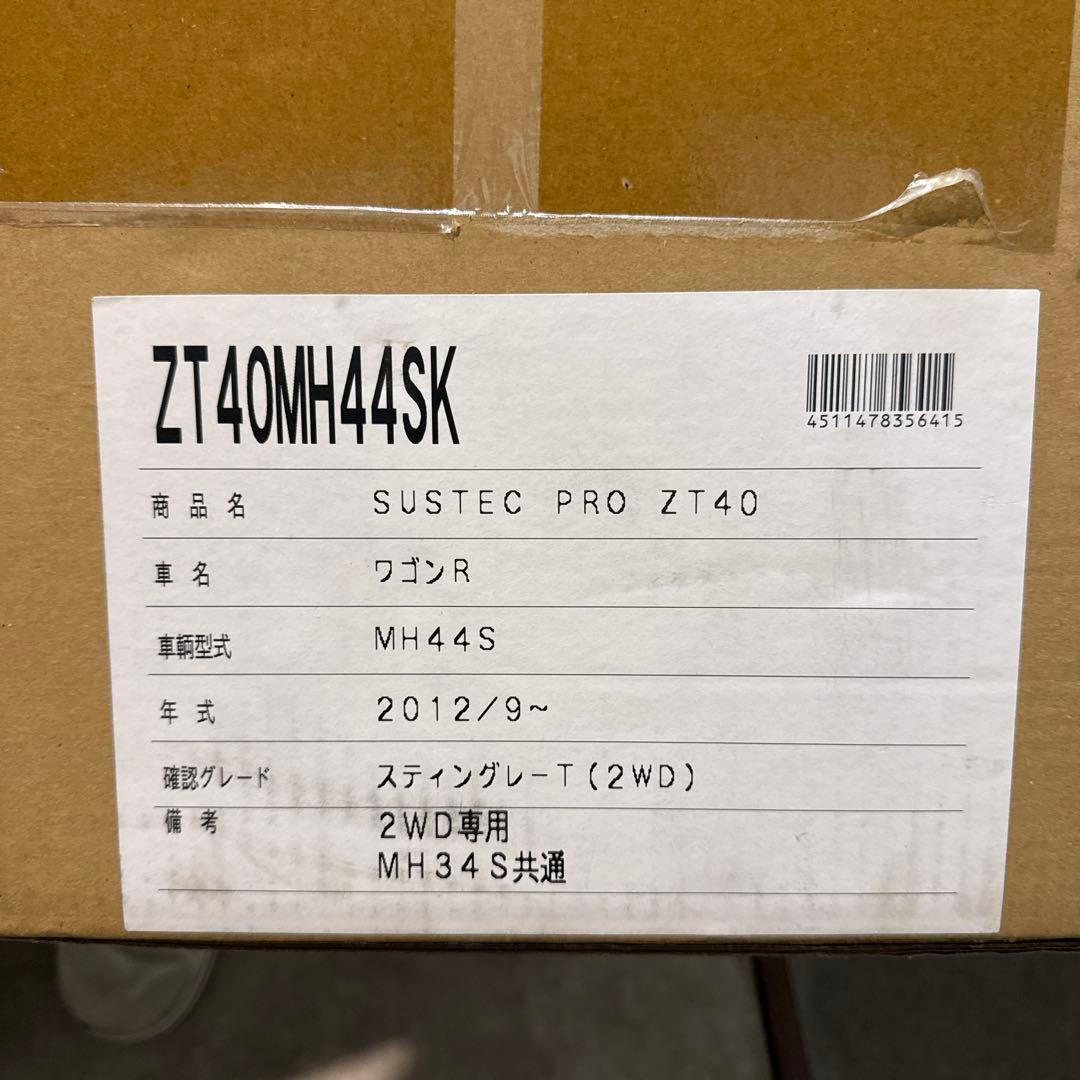 ZT40MH44SK
4511478356415
商品名 SUSTEC PRO ZT40
車名 ワゴンR
車輌型式 MH44S
年式 2012/9~
確認グレード スティングレーT(2WD)
備考 2WD専用
MH34S共通